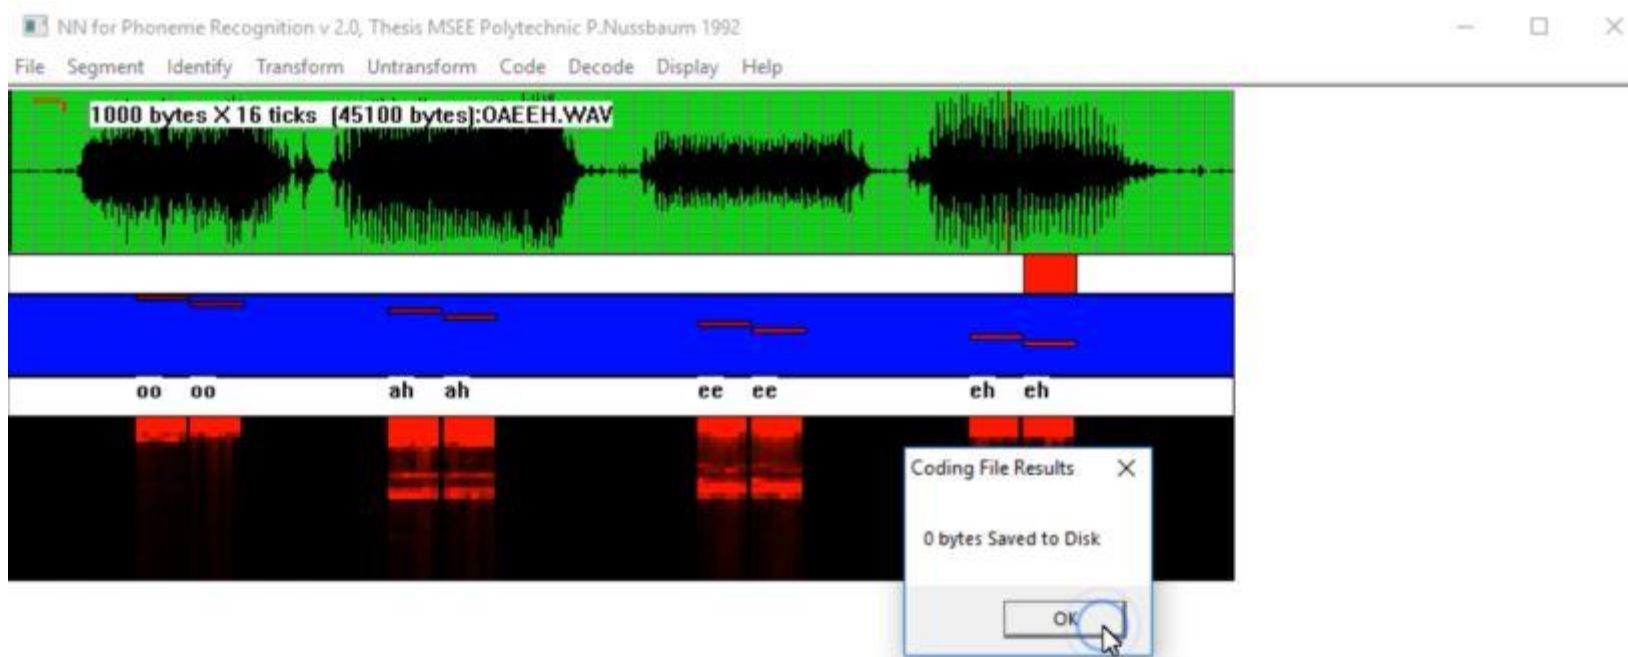 NN for Phoneme Recognition v 2.0, Thesis MSEE Polytechnic P.Nussbaum 1992
File Segment Identify Transform Untransform Code Decode Display Help
1000 bytes X 16 ticks (45100 bytes):OAEEH.WAV
oo oo ah ah ee ee eh eh
Coding File Results
0 bytes Saved to Disk
OK